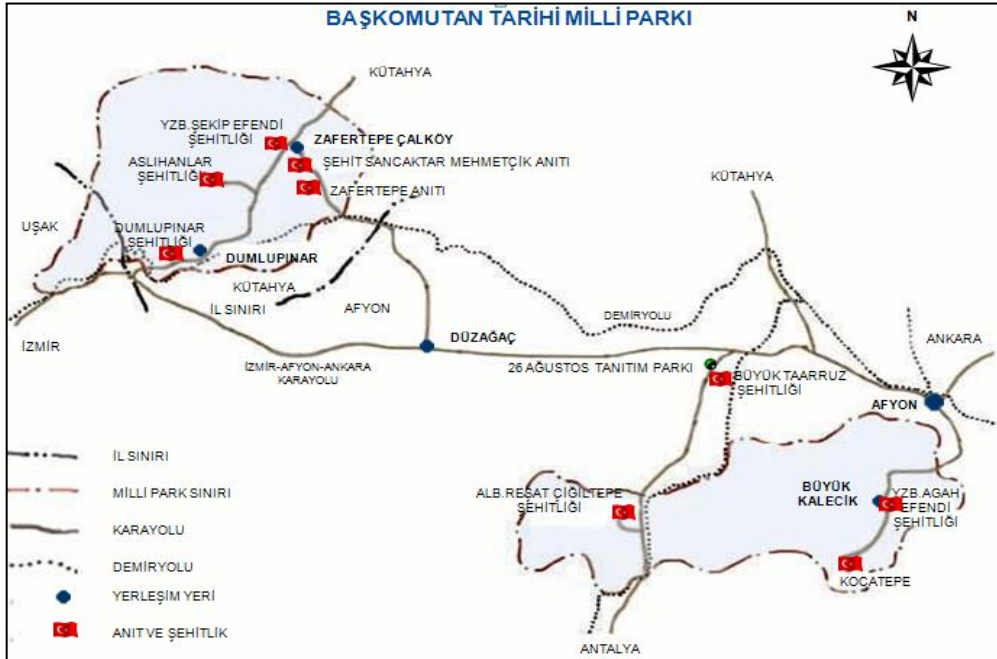 BAŞKOMUTAN TARİHİ MİLLİ PARKI
N
KÜTAHYA
YZB.ŞEKİP EFENDİ
ŞEHİTLİĞİ
ZAFERTEPE ÇALKÖY
ASLIHANLAR
ŞEHİTLİĞİ
ŞEHİT SANCAKTAR MEHMETÇİK ANITI
ZAFERTEPE ANITI
KÜTAHYA
UŞAK
DUMLUPINAR
ŞEHİTLİĞİ
DUMLUPINAR
KÜTAHYA
İL SINIRI
AFYON
DEMİRYOLU
İZMİR
DÜZAĞAÇ
ANKARA
İZMİR-AFYON-ANKARA
KARAYOLU
26 AĞUSTOS TANITIM PARKI
BÜYÜK TAARRUZ
ŞEHİTLİĞİ
AFYON
İL SINIRI
MİLLİ PARK SINIRI
KARAYOLU
DEMİRYOLU
YERLEŞİM YERİ
ANIT VE ŞEHİTLİK
ALB.REŞAT ÇİĞİLTEPE
ŞEHİTLİĞİ
BÜYÜK
KALECİK
YZB.AGAH
EFENDİ
ŞEHİTLİĞİ
KOCATEPE
ANTALYA